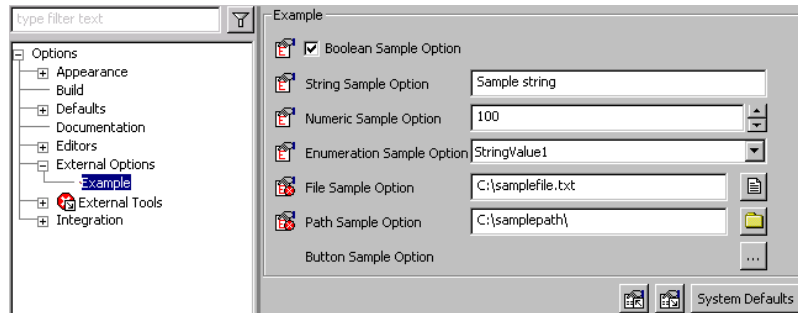 type filter text
Options
Appearance
Build
Defaults
Documentation
Editors
External Options
Example
External Tools
Integration
Example
Boolean Sample Option
String Sample Option Sample string
Numeric Sample Option 100
Enumeration Sample Option StringValue1
File Sample Option C:\samplefile.txt
Path Sample Option C:\samplepath\
Button Sample Option ...
System Defaults